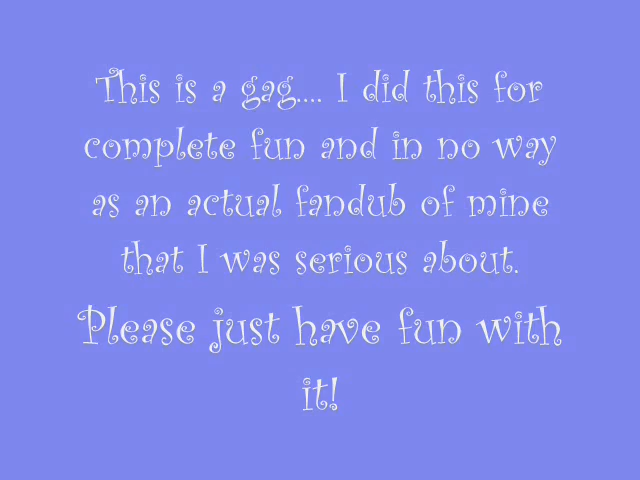 This is a gag.... I did this for
complete fun and in no way
as an actual fandub of mine
that I was serious about.
Please just have fun with
it!